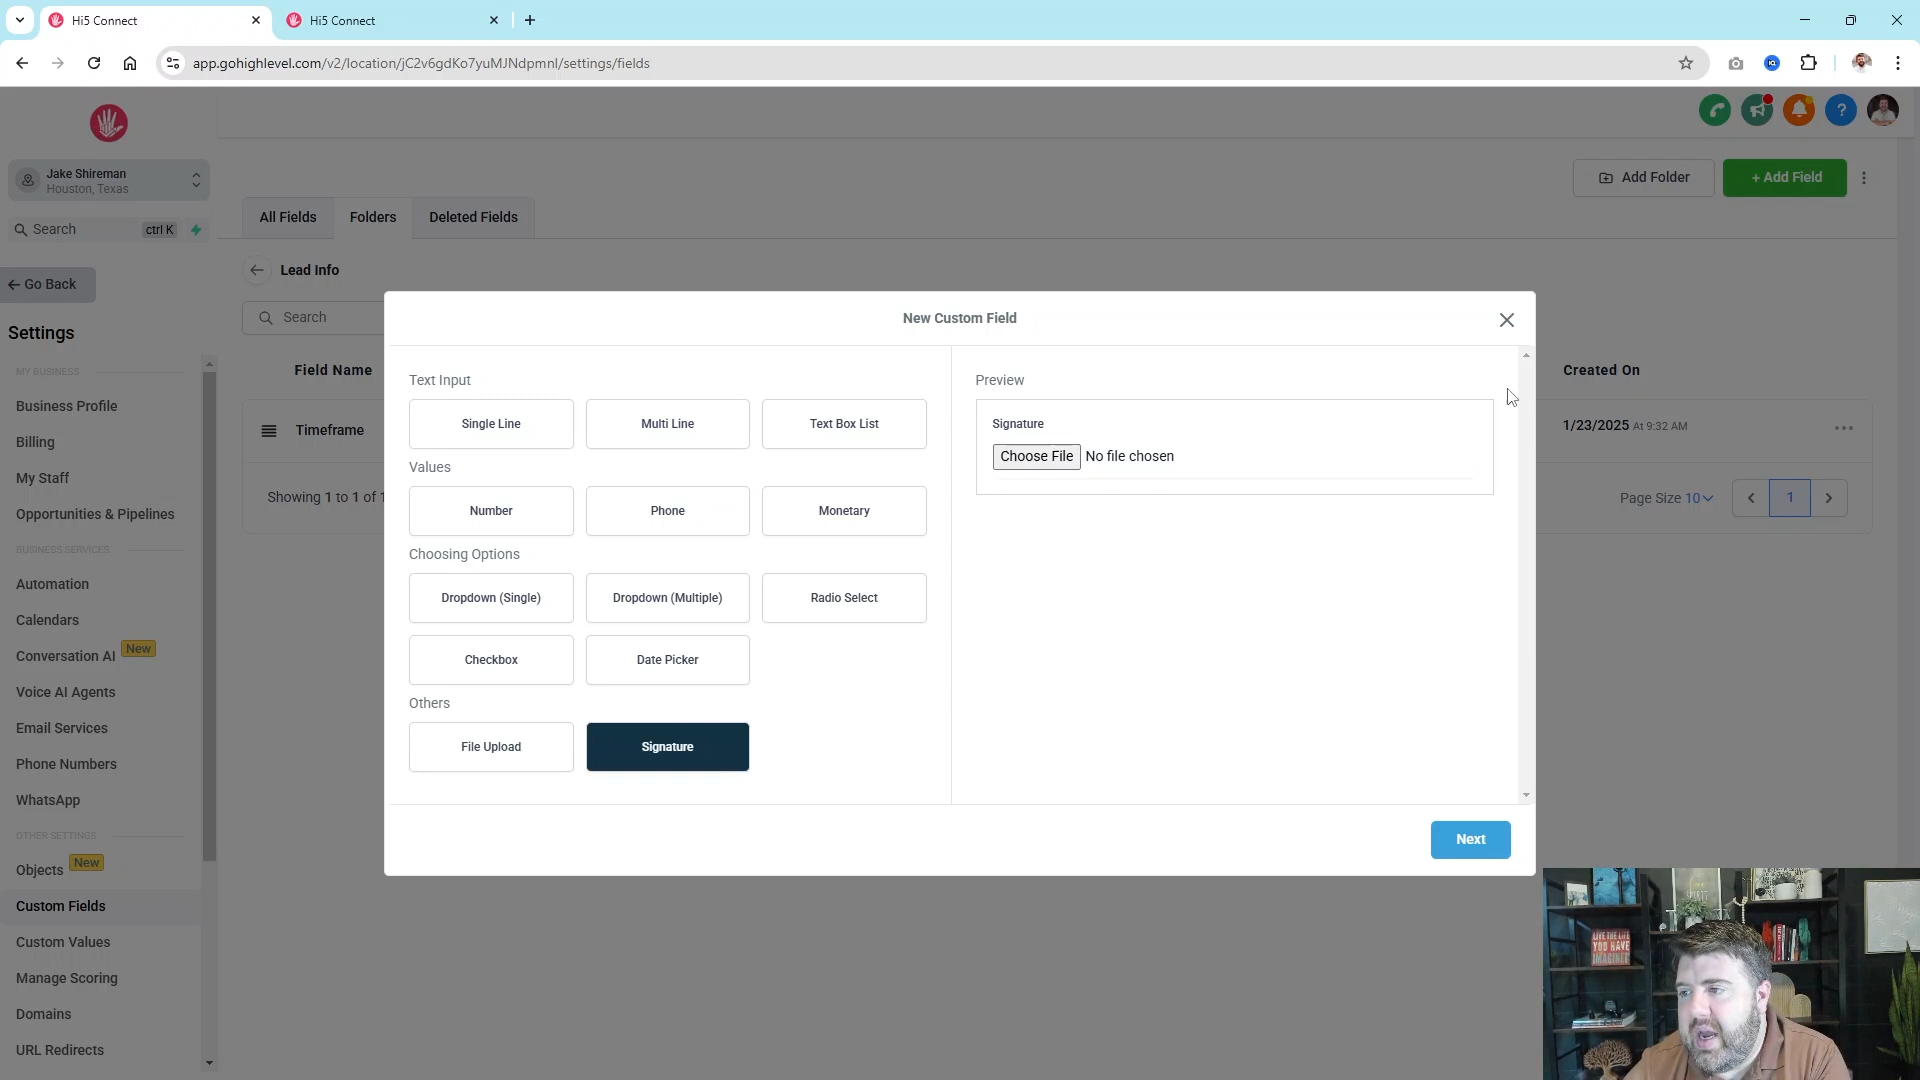 Hi5 Connect
Hi5 Connect
app.gohighlevel.com/v2/location/jC2v6gdKo7yuMJNdpmnl/settings/fields
Jake Shireman
Houston, Texas
Search ctrl K
Go Back
Settings
MY BUSINESS
Business Profile
Billing
My Staff
Opportunities & Pipelines
BUSINESS SERVICES
Automation
Calendars
Conversation AI New
Voice AI Agents
Email Services
Phone Numbers
WhatsApp
OTHER SETTINGS
Objects New
Custom Fields
Custom Values
Manage Scoring
Domains
URL Redirects
Add Folder
+ Add Field
All Fields Folders Deleted Fields
Lead Info
Search
Field Name
Created On
Timeframe
1/23/2025 At 9:32 AM
Showing 1 to 1 of 1
Page Size 10
1
New Custom Field
Text Input
Single Line Multi Line Text Box List
Values
Number Phone Monetary
Choosing Options
Dropdown (Single) Dropdown (Multiple) Radio Select
Checkbox Date Picker
Others
File Upload Signature
Preview
Signature
Choose File No file chosen
Next
LIVE THE LIFE
YOU HAVE
IMAGINED